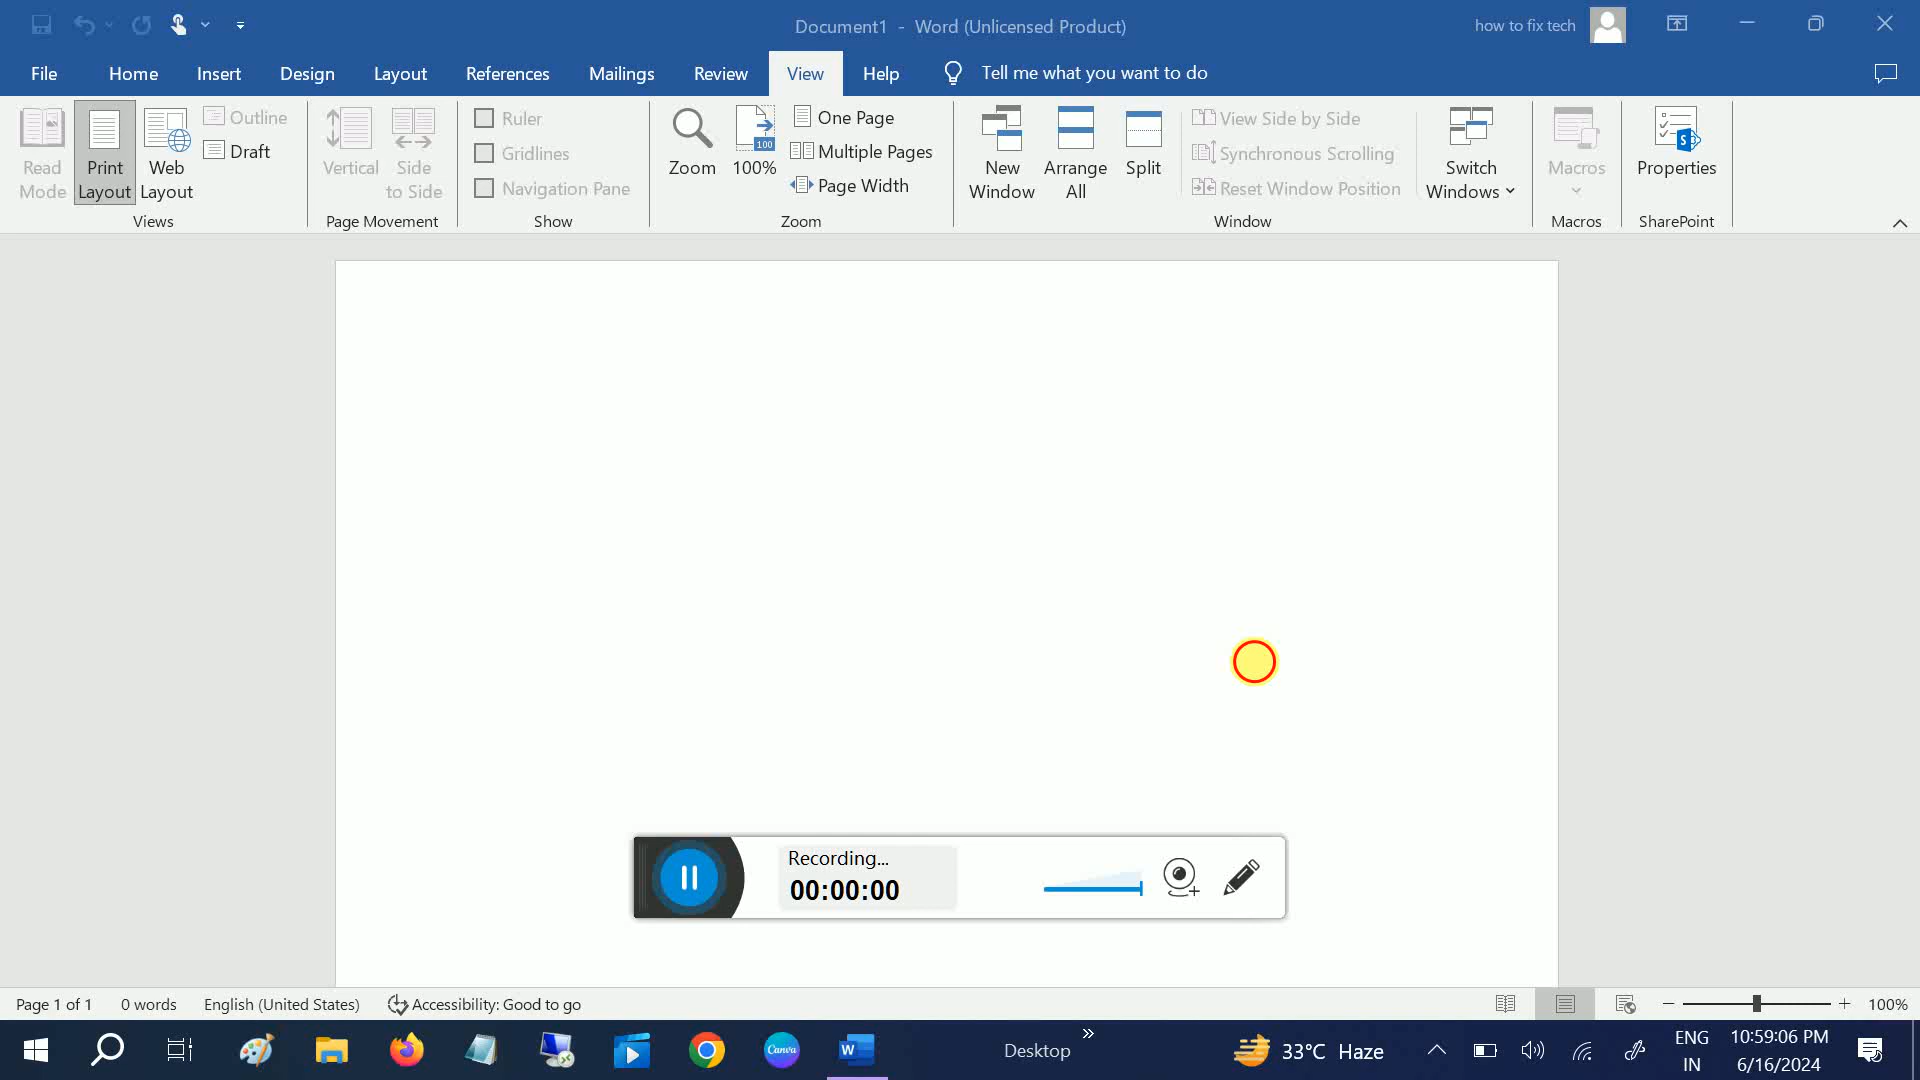 Document1 - Word (Unlicensed Product)
how to fix tech
File Home Insert Design Layout References Mailings Review View Help Tell me what you want to do
Read Mode
Print Layout
Web Layout
Outline
Draft
Views
Vertical
Side to Side
Page Movement
Ruler
Gridlines
Navigation Pane
Show
Zoom
100
100%
One Page
Multiple Pages
Page Width
Zoom
New Window
Arrange All
Split
View Side by Side
Synchronous Scrolling
Reset Window Position
Switch Windows
Window
Macros
Macros
S
Properties
SharePoint
Recording...
00:00:00
Page 1 of 1 0 words English (United States) Accessibility: Good to go 100%
Canva
W
Desktop
33°C Haze
ENG
IN
10:59:06 PM
6/16/2024